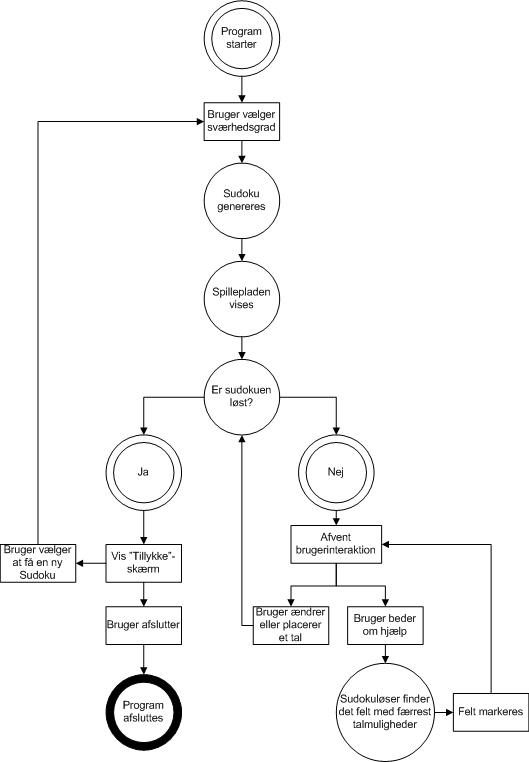 Program
starter
Bruger vælger
sværhedsgrad
Sudoku
genereres
Spillepladen
vises
Er sudokuen
løst?
Ja
Nej
Afvent
brugerinteraktion
Bruger vælger
at få en ny
Sudoku
Vis "Tillykke"-
skærm
Bruger afslutter
Bruger ændrer
eller placerer
et tal
Bruger beder
om hjælp
Program
afsluttes
Sudokuløser finder
det felt med færrest
talmuligheder
Felt markeres